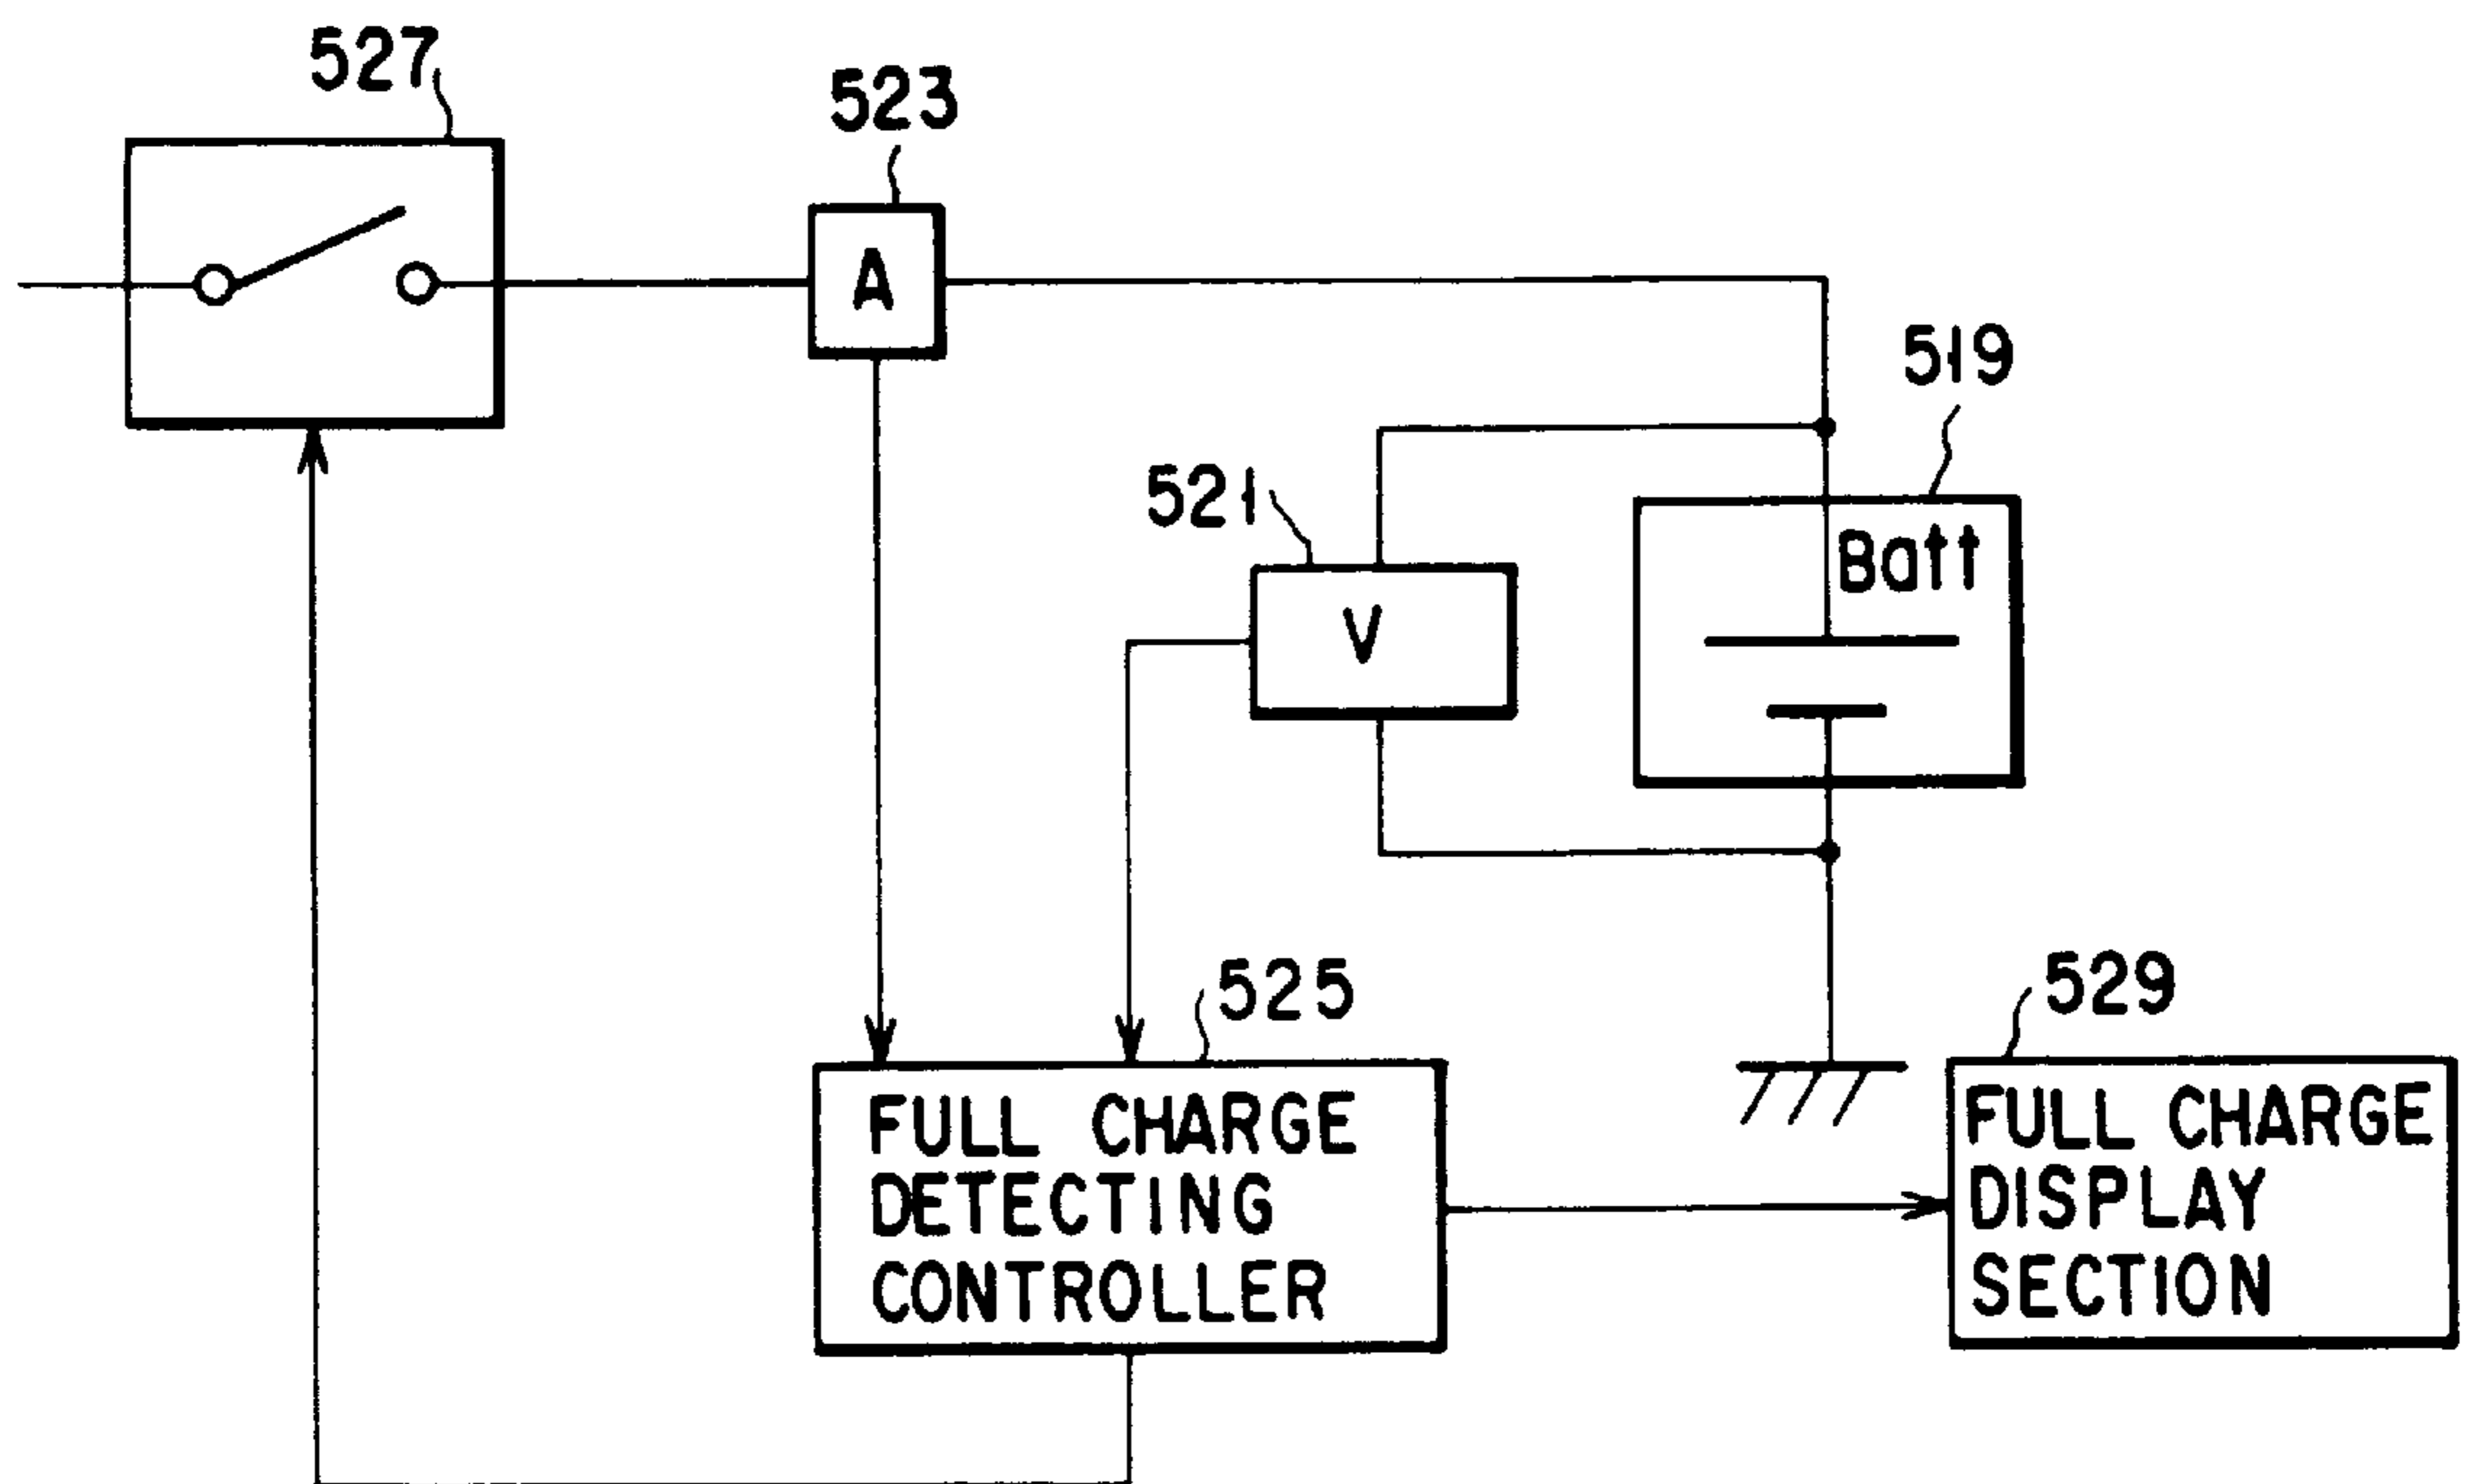 527
523
A
519
521
Batt
V
525
529
FULL CHARGE
DETECTING
CONTROLLER
FULL CHARGE
DISPLAY
SECTION